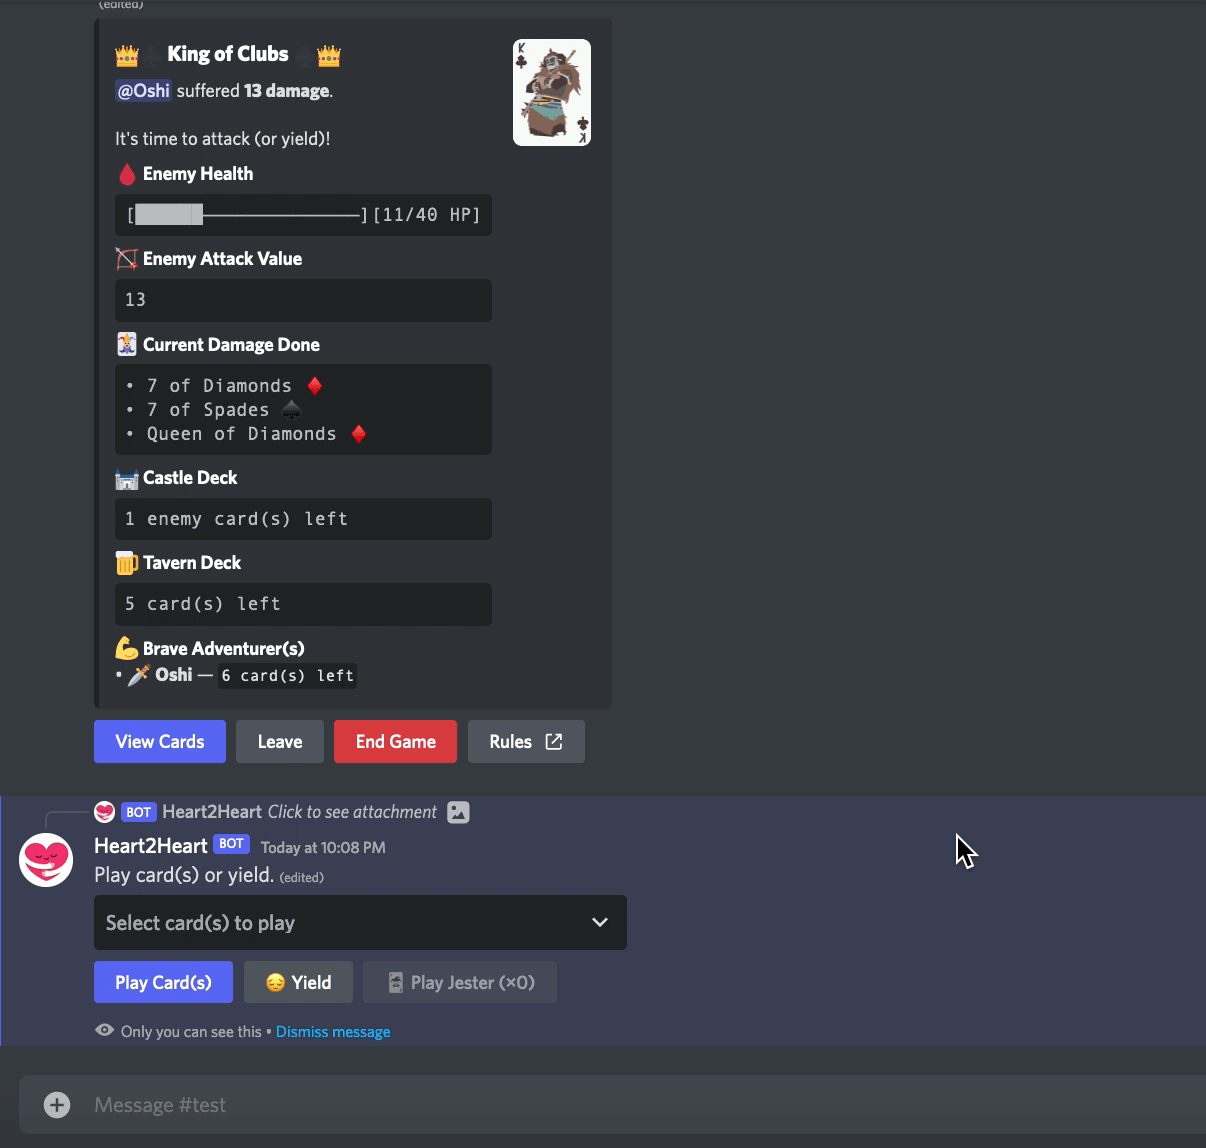 (edited)
King of Clubs
K
@Oshi suffered 13 damage.
It's time to attack (or yield)!
K
Enemy Health
[██████──────────────][11/40 HP]
Enemy Attack Value
13
Current Damage Done
• 7 of Diamonds ♦️
• 7 of Spades ♠️
• Queen of Diamonds ♦️
Castle Deck
1 enemy card(s) left
Tavern Deck
5 card(s) left
Brave Adventurer(s)
• Oshi — 6 card(s) left
View Cards
Leave
End Game
Rules
BOT Heart2Heart Click to see attachment
Heart2Heart BOT Today at 10:08 PM
Play card(s) or yield. (edited)
Select card(s) to play
Play Card(s)
Yield
Play Jester (×0)
Only you can see this • Dismiss message
Message #test